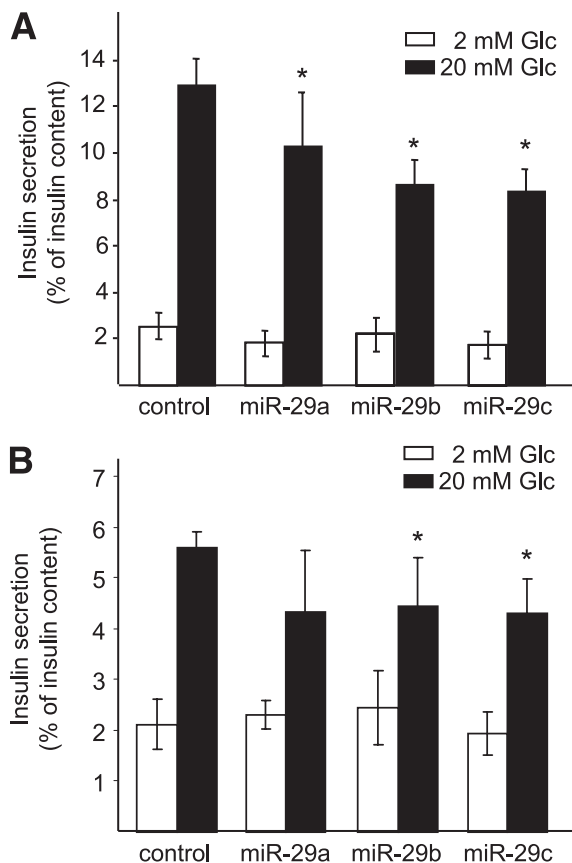 A
2 mM Glc
20 mM Glc
Insulin secretion
(% of insulin content)
14
12
10
8
6
4
2
*
*
*
control
miR-29a
miR-29b
miR-29c
B
2 mM Glc
20 mM Glc
Insulin secretion
(% of insulin content)
7
6
5
4
3
2
1
*
*
control
miR-29a
miR-29b
miR-29c